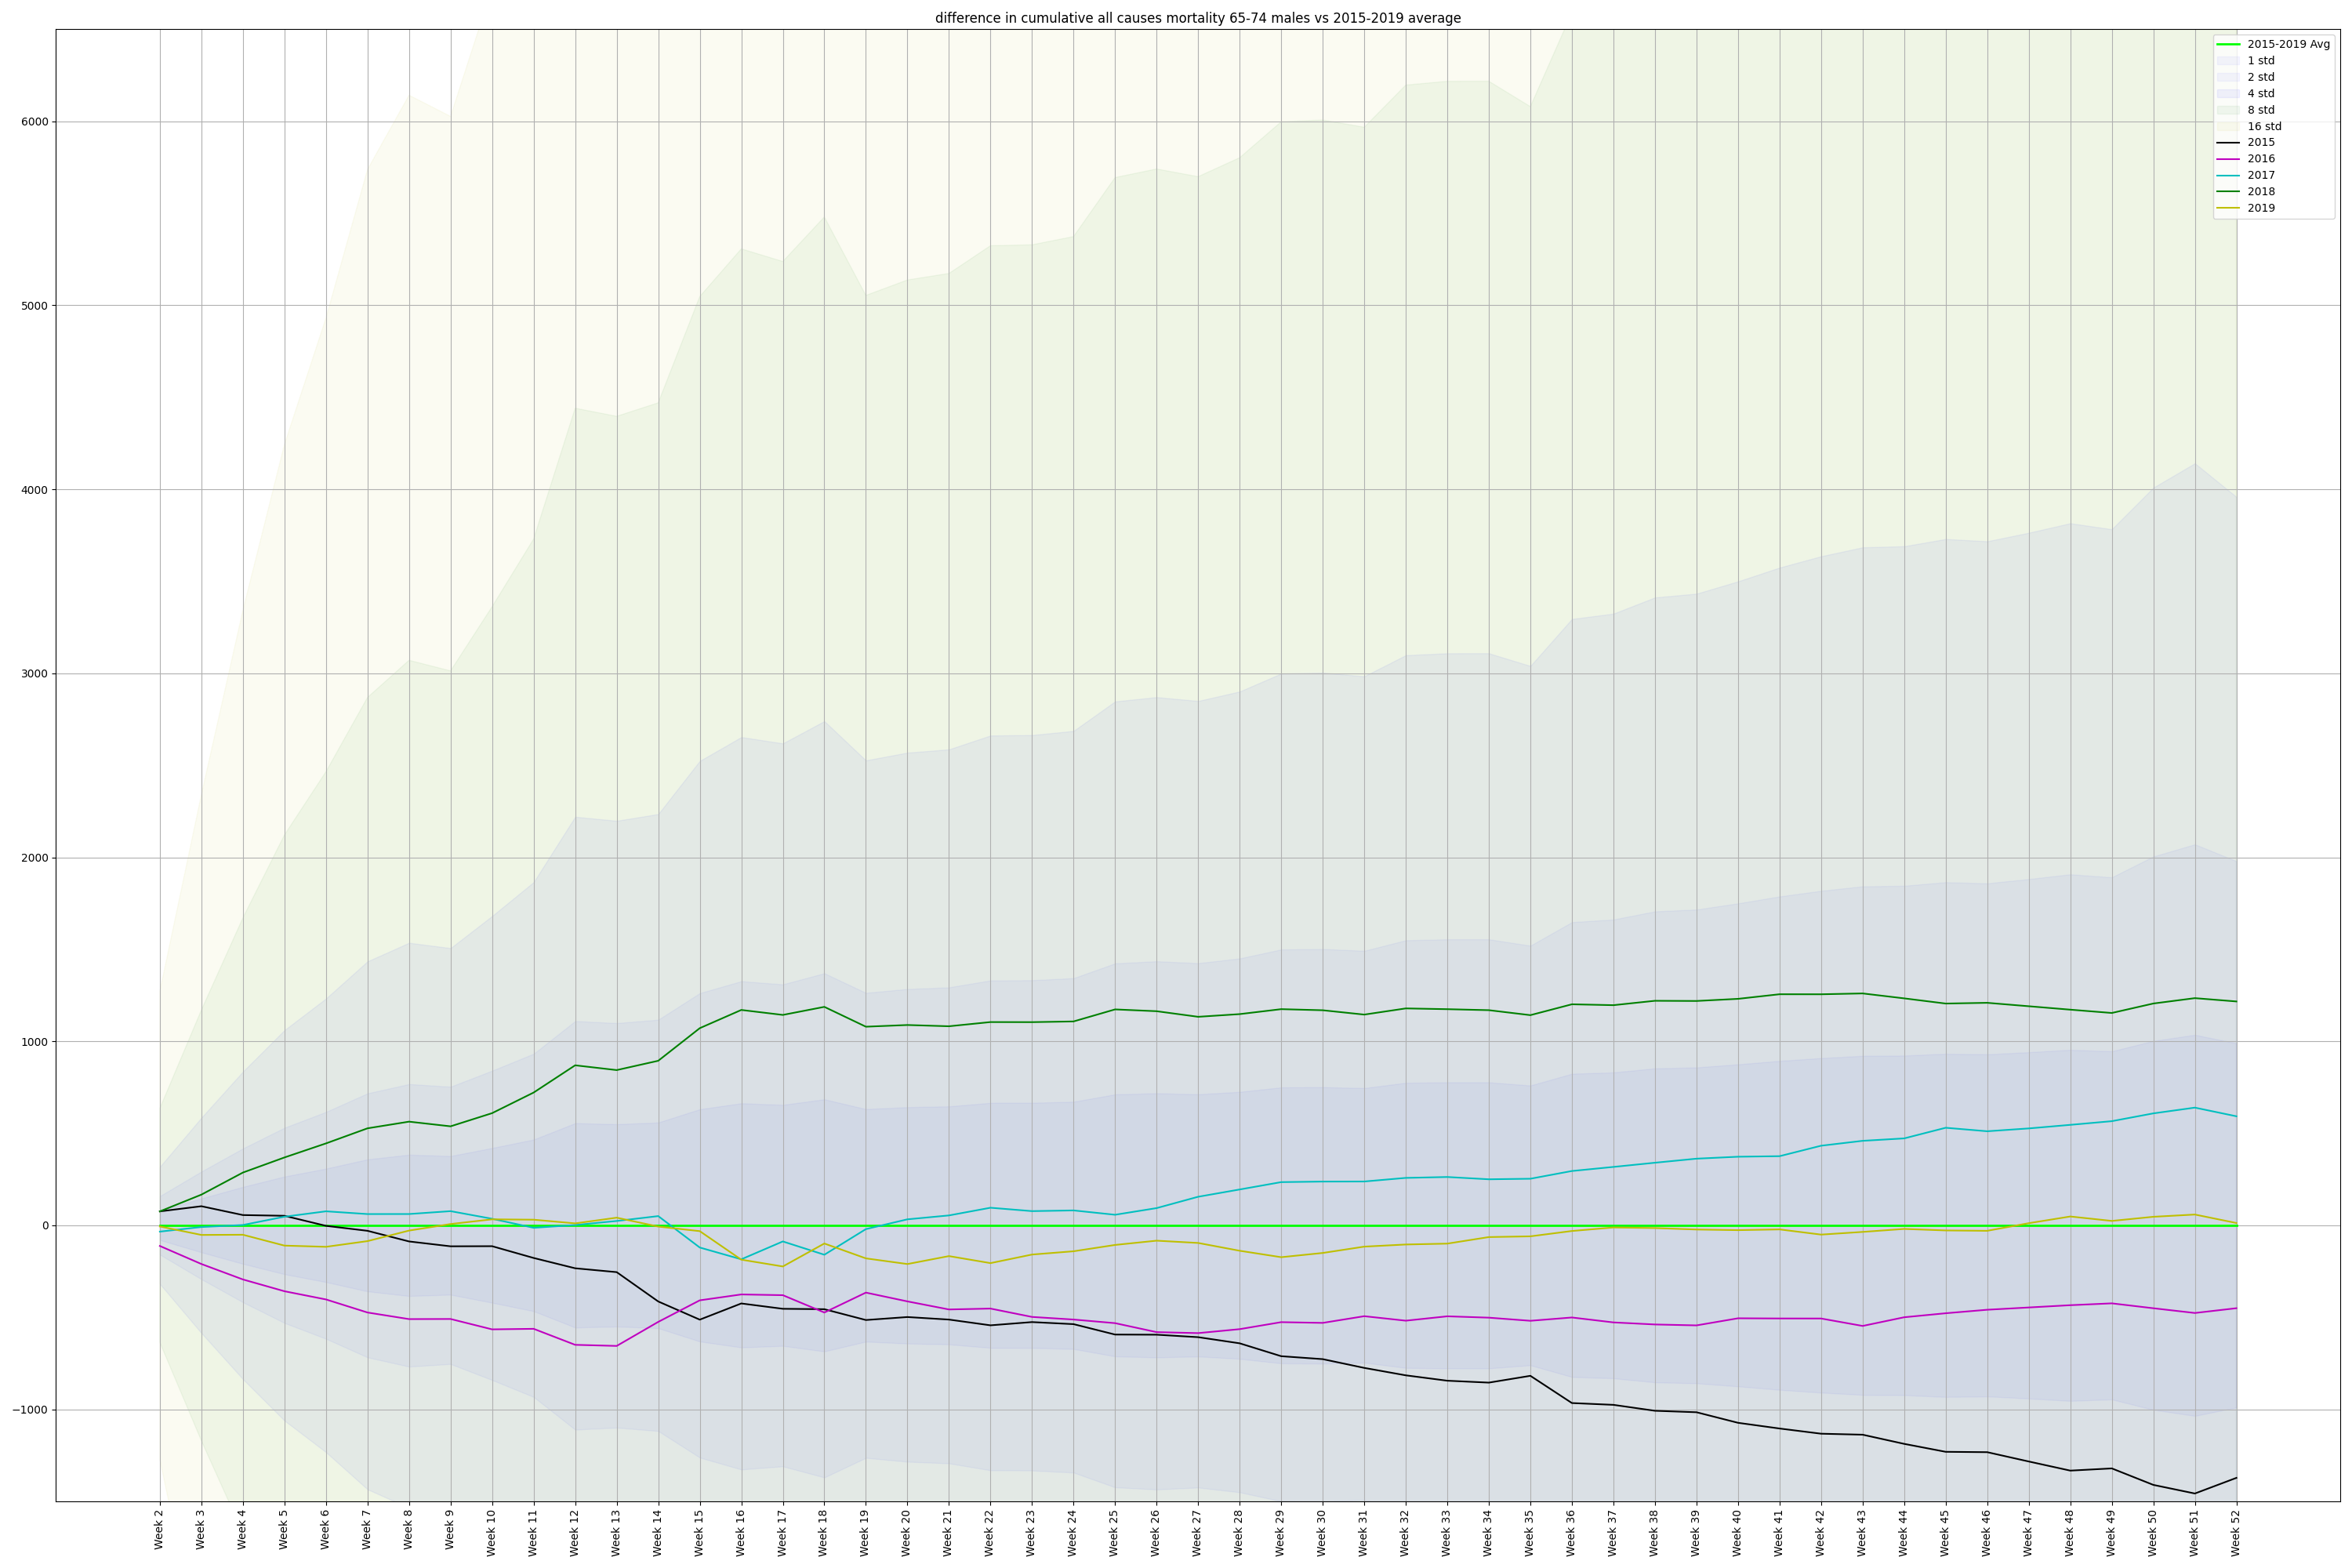 difference in cumulative all causes mortality 65-74 males vs 2015-2019 average
2015-2019 Avg
1 std
2 std
4 std
8 std
16 std
2015
2016
2017
2018
2019
6000
5000
4000
3000
2000
1000
0
−1000
Week 2
Week 3
Week 4
Week 5
Week 6
Week 7
Week 8
Week 9
Week 10
Week 11
Week 12
Week 13
Week 14
Week 15
Week 16
Week 17
Week 18
Week 19
Week 20
Week 21
Week 22
Week 23
Week 24
Week 25
Week 26
Week 27
Week 28
Week 29
Week 30
Week 31
Week 32
Week 33
Week 34
Week 35
Week 36
Week 37
Week 38
Week 39
Week 40
Week 41
Week 42
Week 43
Week 44
Week 45
Week 46
Week 47
Week 48
Week 49
Week 50
Week 51
Week 52